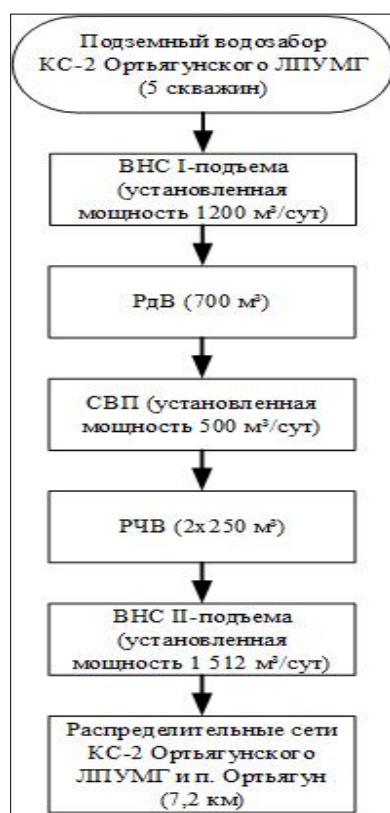 Подземный водозабор
КС-2 Ортьягунского ЛПУМГ
(5 скважин)
ВНС I-подъема
(установленная
мощность 1200 м³/сут)
РдВ (700 м³)
СВП (установленная
мощность 500 м³/сут)
РЧВ (2х250 м³)
ВНС II-подъема
(установленная
мощность 1 512 м³/сут)
Распределительные сети
КС-2 Ортьягунского
ЛПУМГ и п. Ортьягун
(7,2 км)